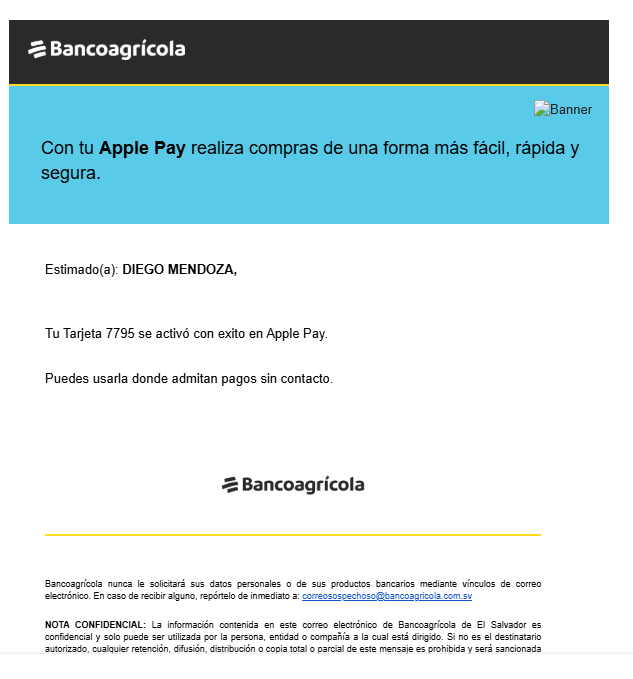 Bancoagrícola
Banner
Con tu Apple Pay realiza compras de una forma más fácil, rápida y
segura.
Estimado(a): DIEGO MENDOZA,
Tu Tarjeta 7795 se activó con exito en Apple Pay.
Puedes usarla donde admitan pagos sin contacto.
Bancoagrícola
Bancoagrícola nunca le solicitará sus datos personales o de sus productos bancarios mediante vínculos de correo
electrónico. En caso de recibir alguno, repórtelo de inmediato a: correosospechoso@bancoagricola.com.sv
NOTA CONFIDENCIAL: La información contenida en este correo electrónico de Bancoagrícola de El Salvador es
confidencial y solo puede ser utilizada por la persona, entidad o compañía a la cual está dirigido. Si no es el destinatario
autorizado, cualquier retención, difusión, distribución o copia total o parcial de este mensaje es prohibida y será sancionada